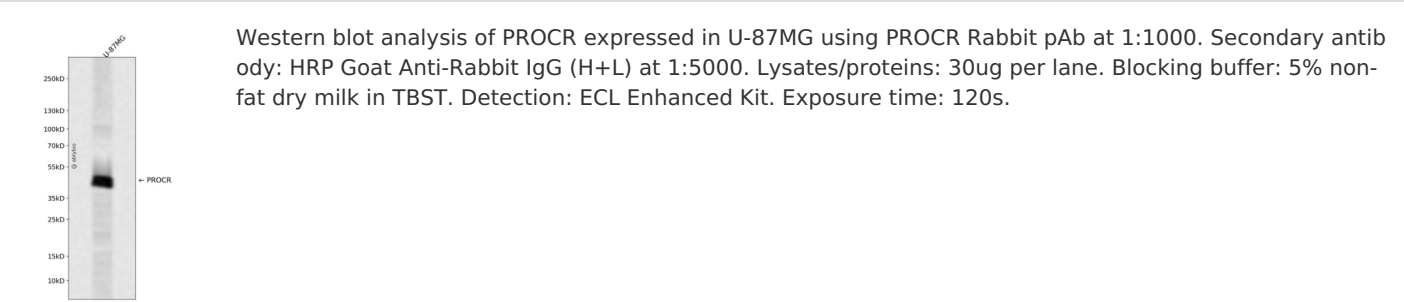 U-87MG
Western blot analysis of PROCR expressed in U-87MG using PROCR Rabbit pAb at 1:1000. Secondary antib
ody: HRP Goat Anti-Rabbit IgG (H+L) at 1:5000. Lysates/proteins: 30ug per lane. Blocking buffer: 5% non-
fat dry milk in TBST. Detection: ECL Enhanced Kit. Exposure time: 120s.
250kD
130kD
100kD
70kD
55kD
← PROCR
35kD
25kD
15kD
10kD